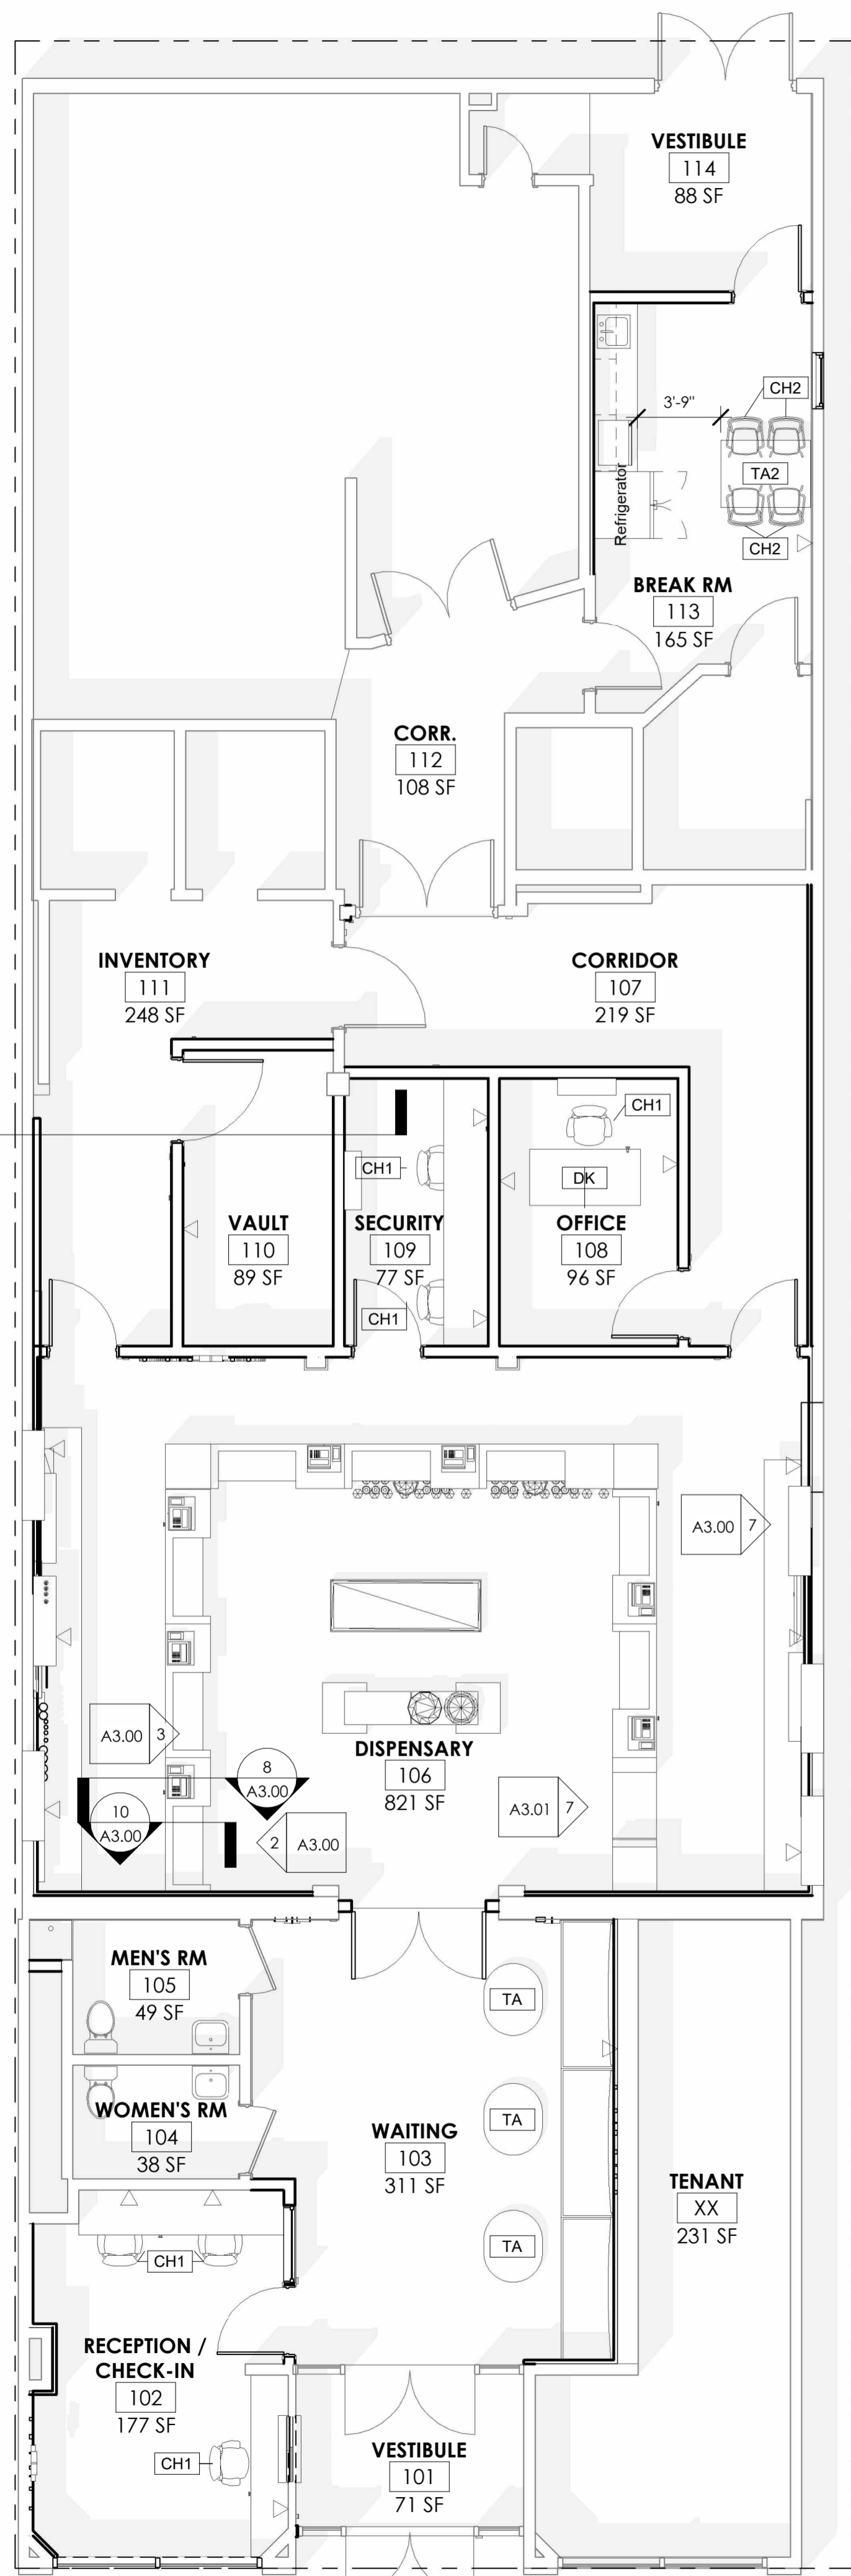 VESTIBULE
114
88 SF
CH2
3'-9"
TA2
Refrigerator
CH2
BREAK RM
113
165 SF
CORR.
112
108 SF
INVENTORY
111
248 SF
CORRIDOR
107
219 SF
CH1
CH1
DK
VAULT
110
89 SF
SECURITY
109
77 SF
OFFICE
108
96 SF
CH1
A3.00 7
A3.00 3
DISPENSARY
106
821 SF
8
A3.00
10
A3.00
2 A3.00
A3.01 7
MEN'S RM
105
49 SF
TA
WOMEN'S RM
104
38 SF
TA
WAITING
103
311 SF
TENANT
XX
231 SF
CH1
TA
RECEPTION /
CHECK-IN
102
177 SF
CH1
VESTIBULE
101
71 SF